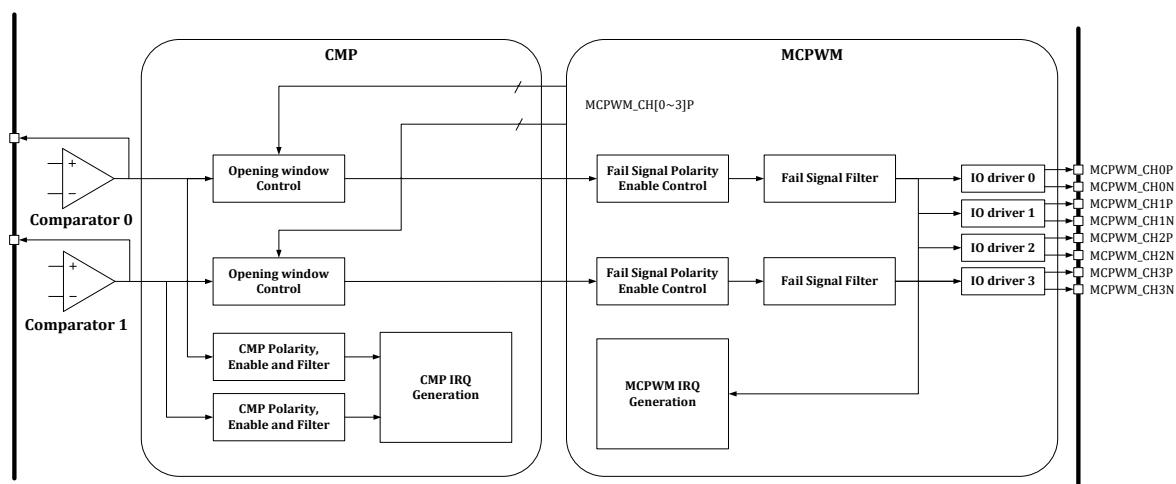 CMP
MCPWM
MCPWM_CH[0~3]P
+
−
Comparator 0
Opening window
Control
Fail Signal Polarity
Enable Control
Fail Signal Filter
IO driver 0
IO driver 1
IO driver 2
IO driver 3
MCPWM_CH0P
MCPWM_CH0N
MCPWM_CH1P
MCPWM_CH1N
MCPWM_CH2P
MCPWM_CH2N
MCPWM_CH3P
MCPWM_CH3N
+
−
Comparator 1
Opening window
Control
Fail Signal Polarity
Enable Control
Fail Signal Filter
CMP Polarity,
Enable and Filter
CMP Polarity,
Enable and Filter
CMP IRQ
Generation
MCPWM IRQ
Generation